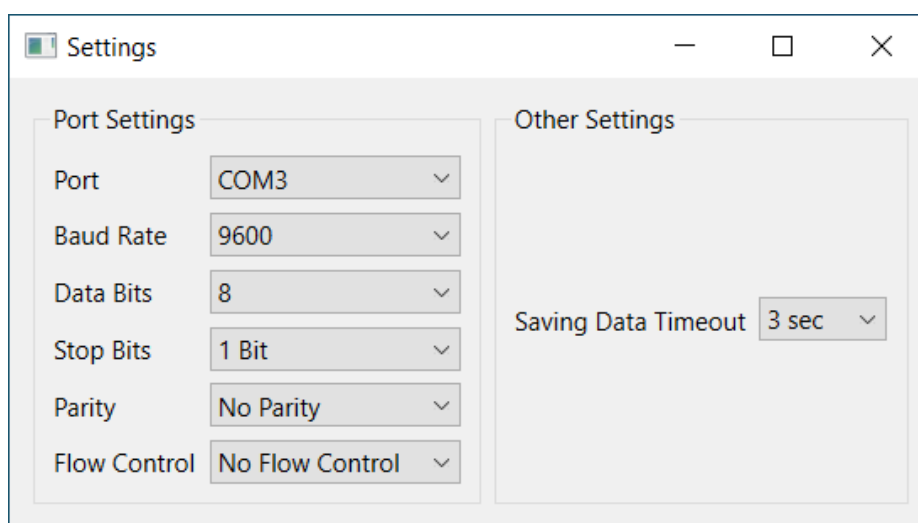 Settings
Port Settings
Port COM3
Baud Rate 9600
Data Bits 8
Stop Bits 1 Bit
Parity No Parity
Flow Control No Flow Control
Other Settings
Saving Data Timeout 3 sec